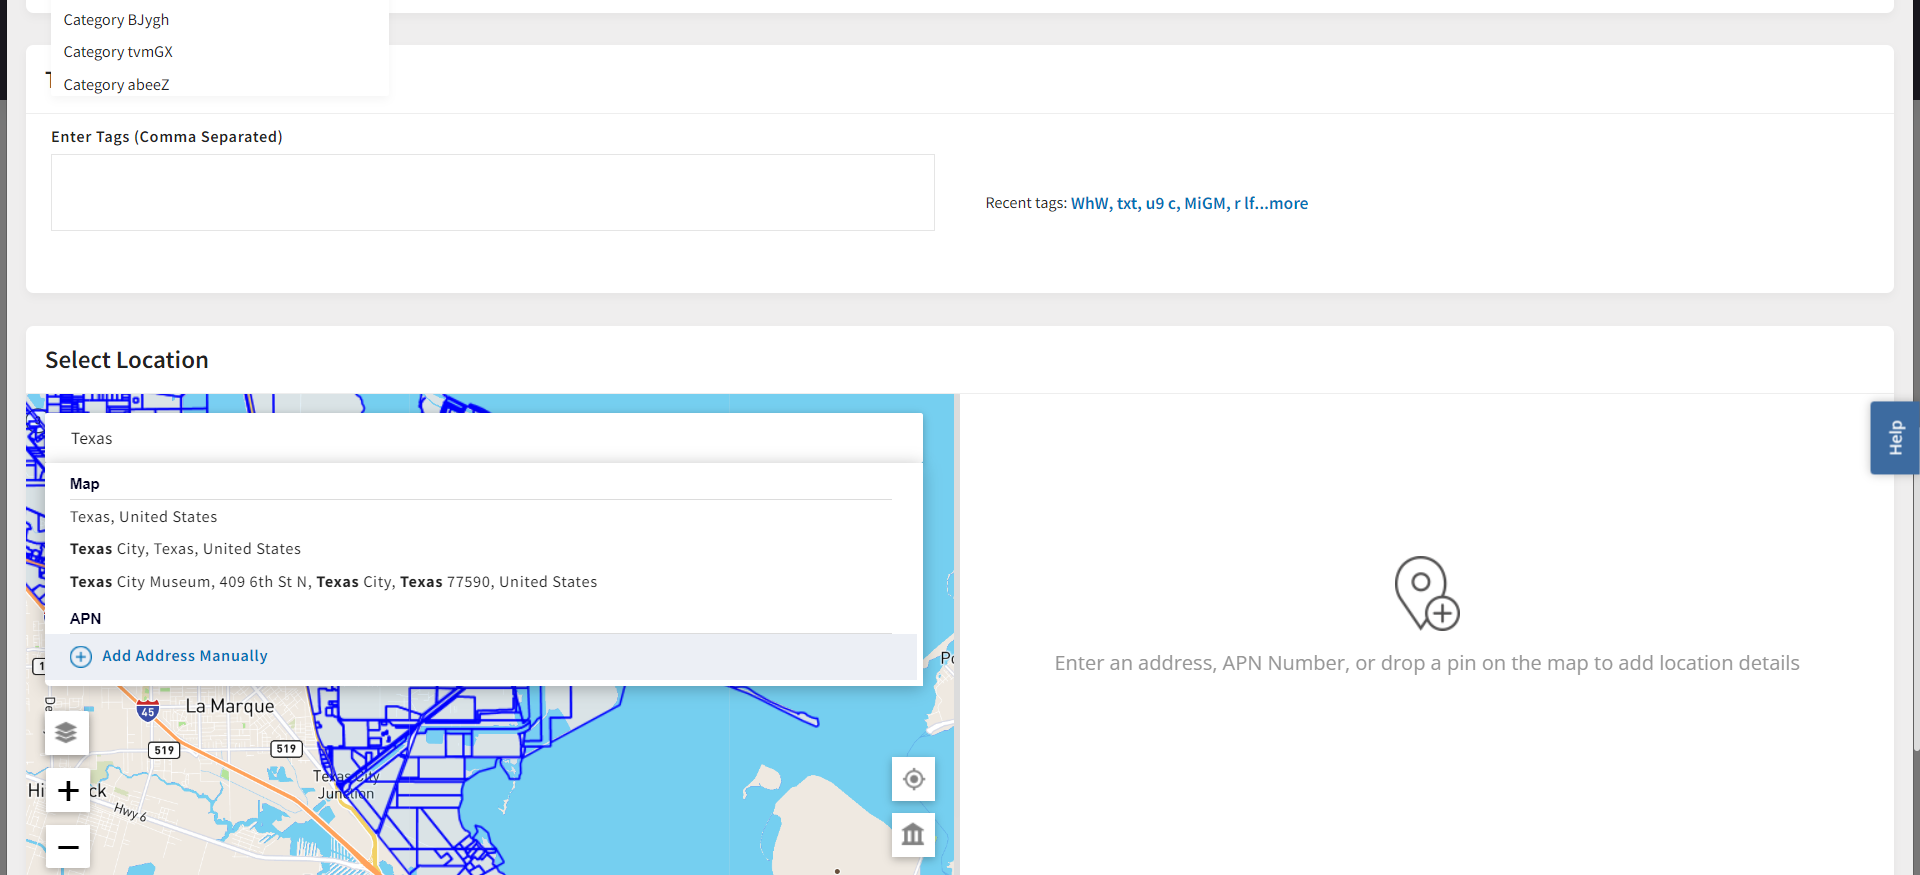 Category BJygh
Category tvmGX
Category abeeZ
Enter Tags (Comma Separated)
Recent tags: WhW, txt, u9 c, MiGM, r lf...more
Select Location
Texas
Map
Texas, United States
Texas City, Texas, United States
Texas City Museum, 409 6th St N, Texas City, Texas 77590, United States
APN
Add Address Manually
Enter an address, APN Number, or drop a pin on the map to add location details
Help
45
La Marque
519
519
Texas City
Junction
Hwy 6